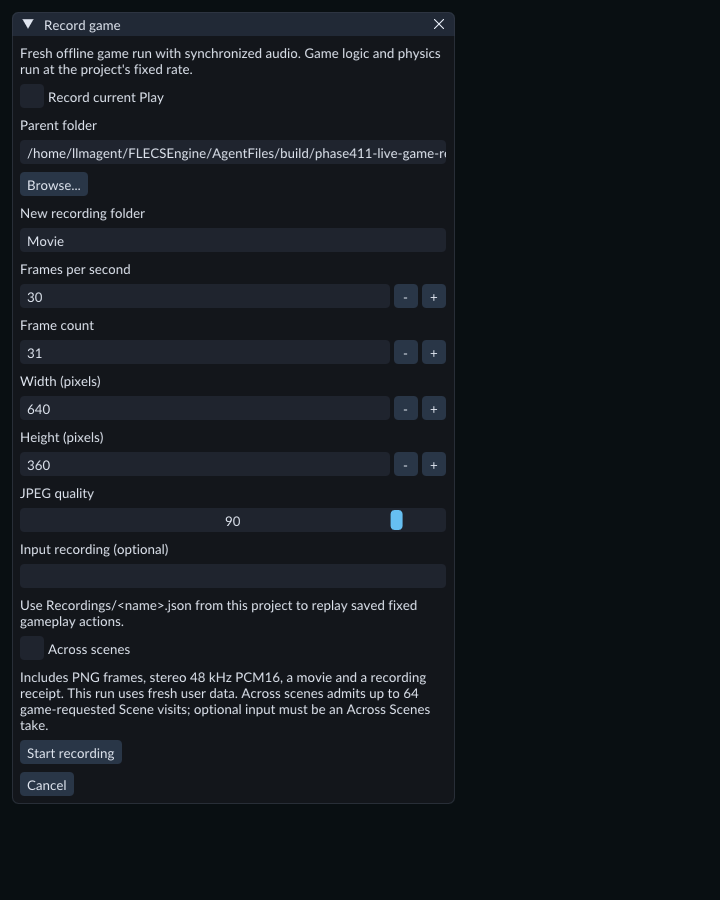 Record game
Fresh offline game run with synchronized audio. Game logic and physics
run at the project's fixed rate.
Record current Play
Parent folder
/home/llmagent/FLECSEngine/AgentFiles/build/phase411-live-game-re
Browse...
New recording folder
Movie
Frames per second
30
-
+
Frame count
31
-
+
Width (pixels)
640
-
+
Height (pixels)
360
-
+
JPEG quality
90
Input recording (optional)
Use Recordings/<name>.json from this project to replay saved fixed
gameplay actions.
Across scenes
Includes PNG frames, stereo 48 kHz PCM16, a movie and a recording
receipt. This run uses fresh user data. Across scenes admits up to 64
game-requested Scene visits; optional input must be an Across Scenes
take.
Start recording
Cancel